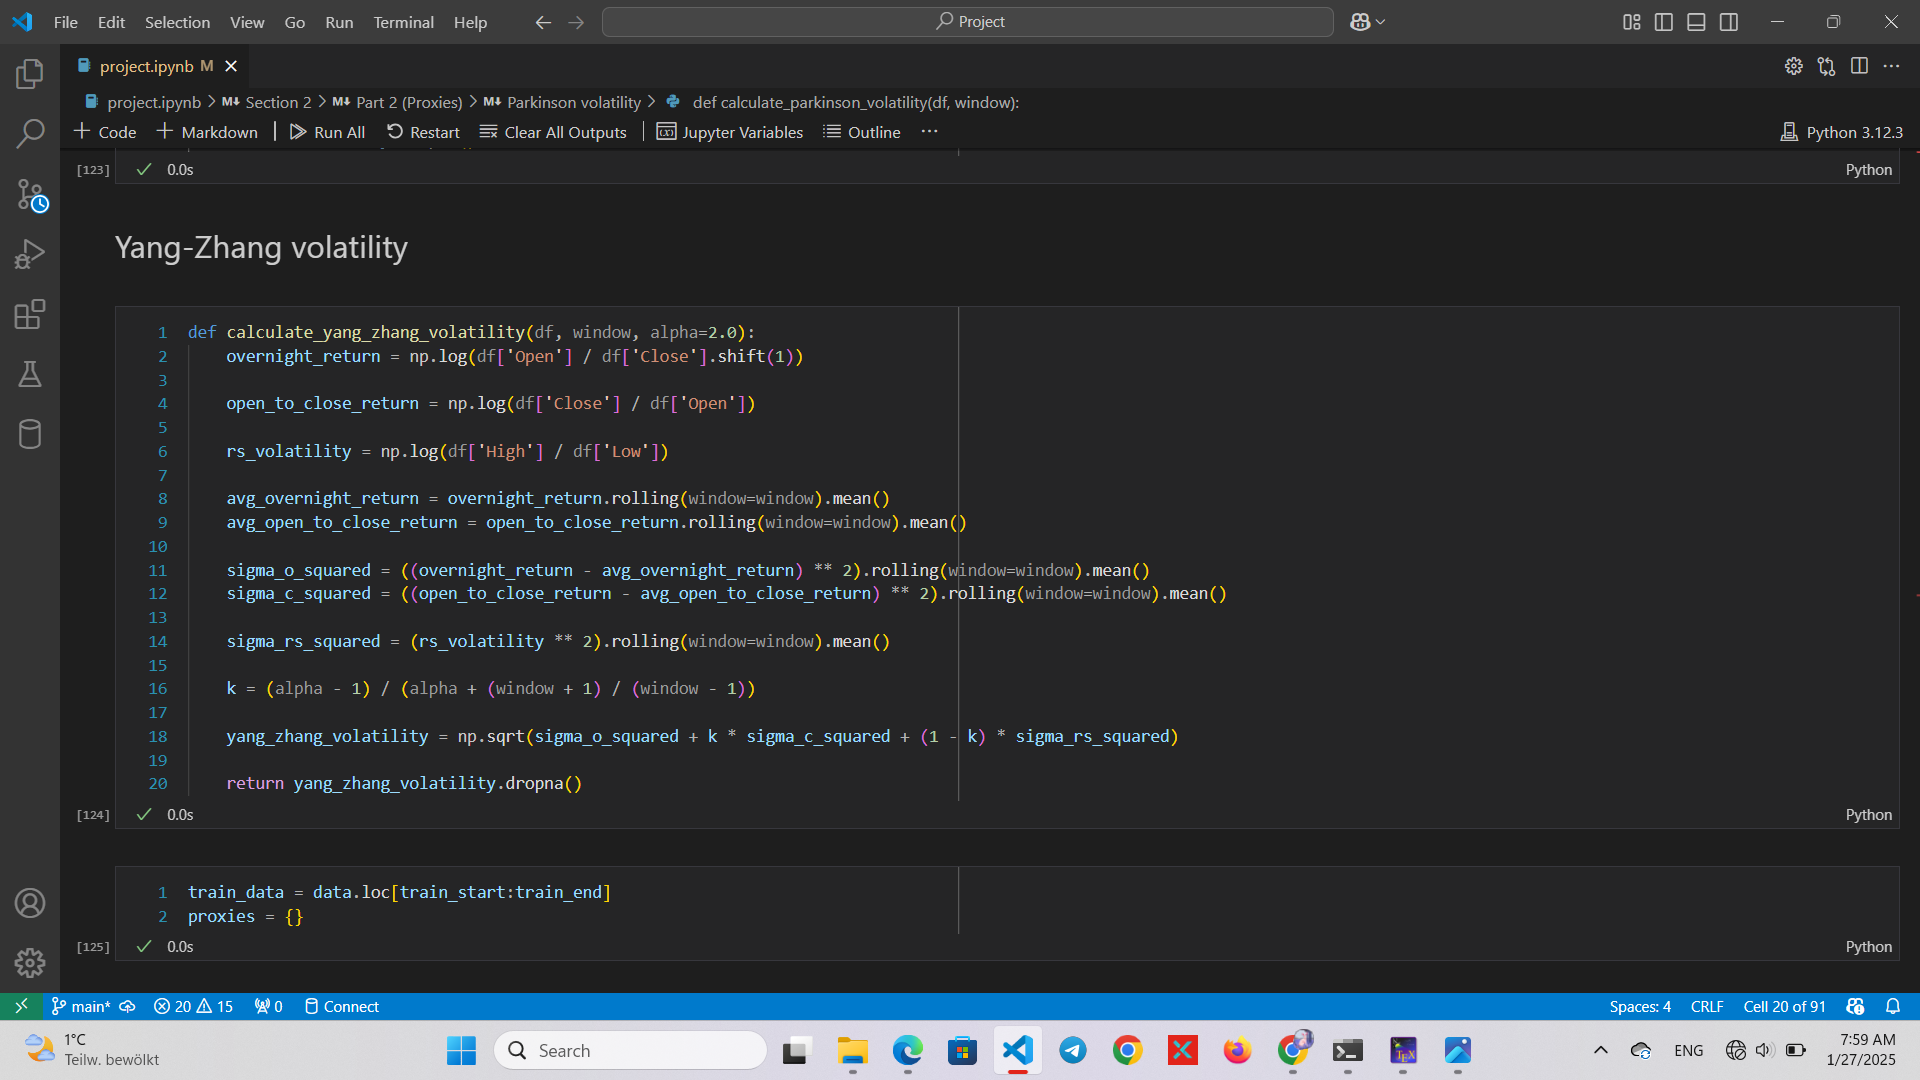 File Edit Selection View Go Run Terminal Help
Project
project.ipynb M
project.ipynb > M↓ Section 2 > M↓ Part 2 (Proxies) > M↓ Parkinson volatility > def calculate_parkinson_volatility(df, window):
+ Code + Markdown | Run All Restart Clear All Outputs | Jupyter Variables Outline ···
Python 3.12.3
[123] 0.0s Python
Yang-Zhang volatility
1 def calculate_yang_zhang_volatility(df, window, alpha=2.0):
2     overnight_return = np.log(df['Open'] / df['Close'].shift(1))
3
4     open_to_close_return = np.log(df['Close'] / df['Open'])
5
6     rs_volatility = np.log(df['High'] / df['Low'])
7
8     avg_overnight_return = overnight_return.rolling(window=window).mean()
9     avg_open_to_close_return = open_to_close_return.rolling(window=window).mean()
10
11     sigma_o_squared = ((overnight_return - avg_overnight_return) ** 2).rolling(window=window).mean()
12     sigma_c_squared = ((open_to_close_return - avg_open_to_close_return) ** 2).rolling(window=window).mean()
13
14     sigma_rs_squared = (rs_volatility ** 2).rolling(window=window).mean()
15
16     k = (alpha - 1) / (alpha + (window + 1) / (window - 1))
17
18     yang_zhang_volatility = np.sqrt(sigma_o_squared + k * sigma_c_squared + (1 - k) * sigma_rs_squared)
19
20     return yang_zhang_volatility.dropna()
[124] 0.0s Python
1 train_data = data.loc[train_start:train_end]
2 proxies = {}
[125] 0.0s Python
main* 20 15 0 Connect Spaces: 4 CRLF Cell 20 of 91
1°C
Teilw. bewölkt
Search
TEX
ENG
7:59 AM
1/27/2025